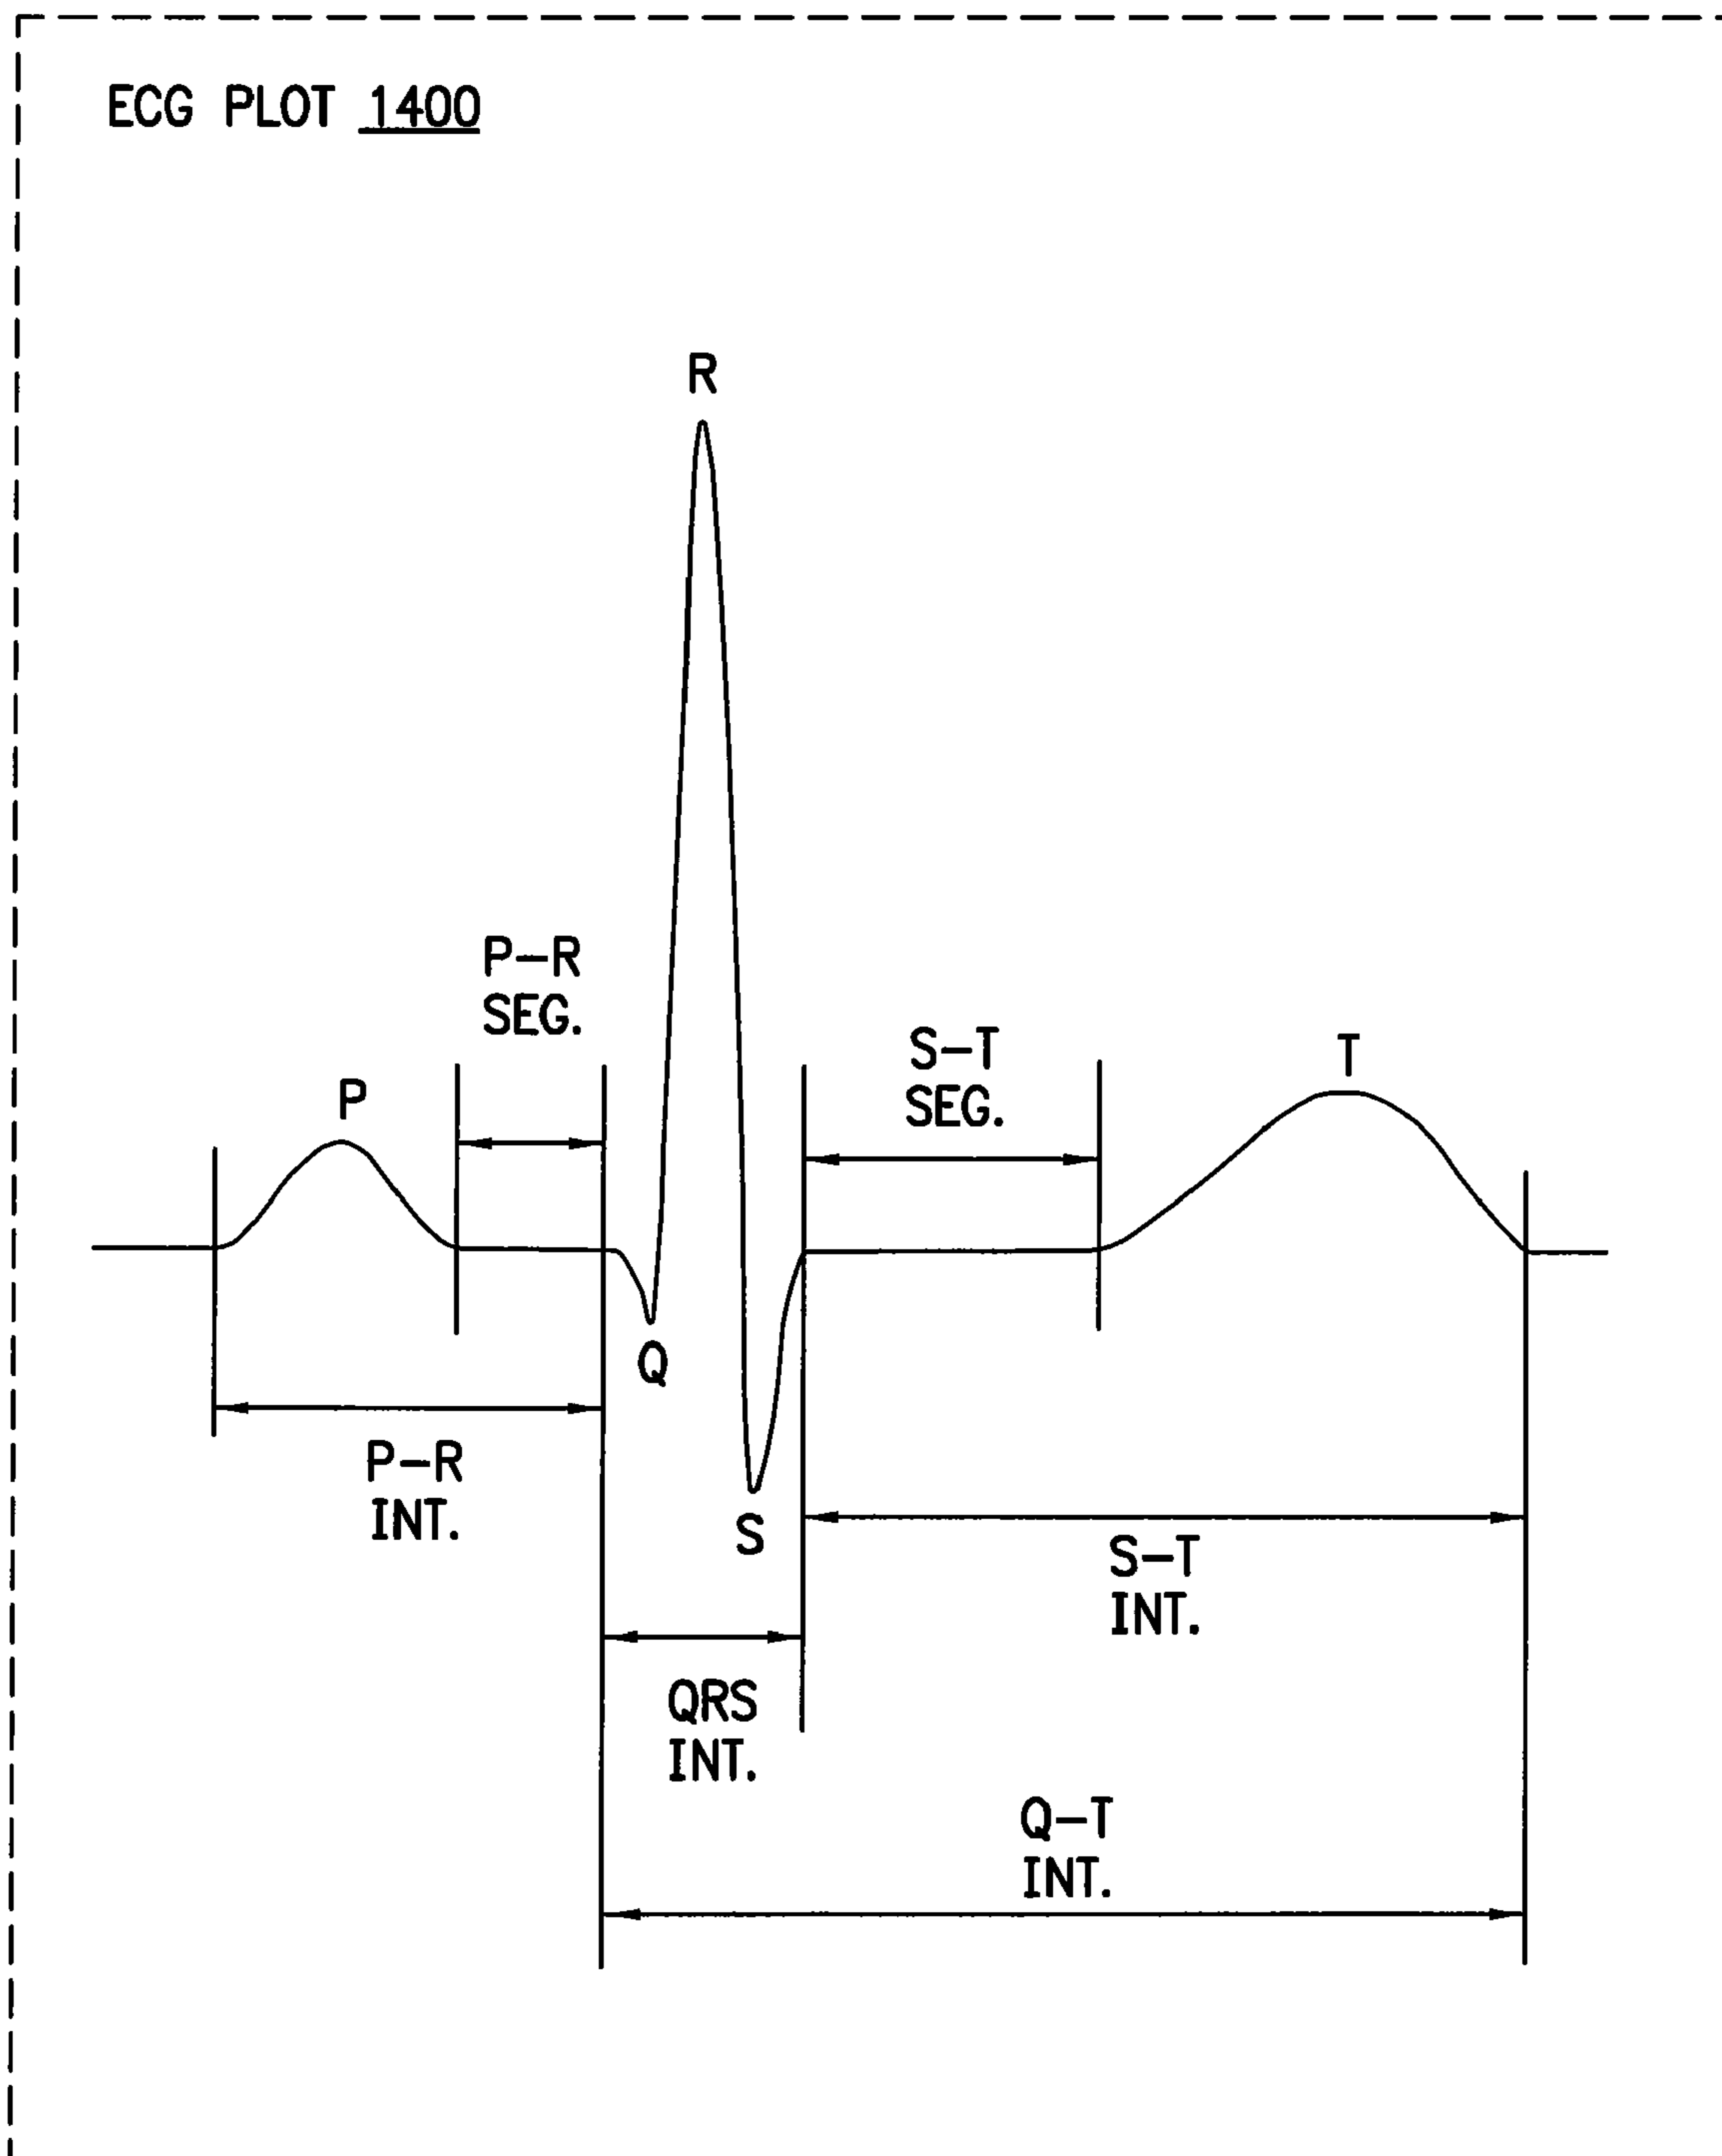 ECG PLOT 1400
R
P-R
SEG.
S-T
SEG.
T
P
Q
P-R
INT.
S
S-T
INT.
QRS
INT.
Q-T
INT.